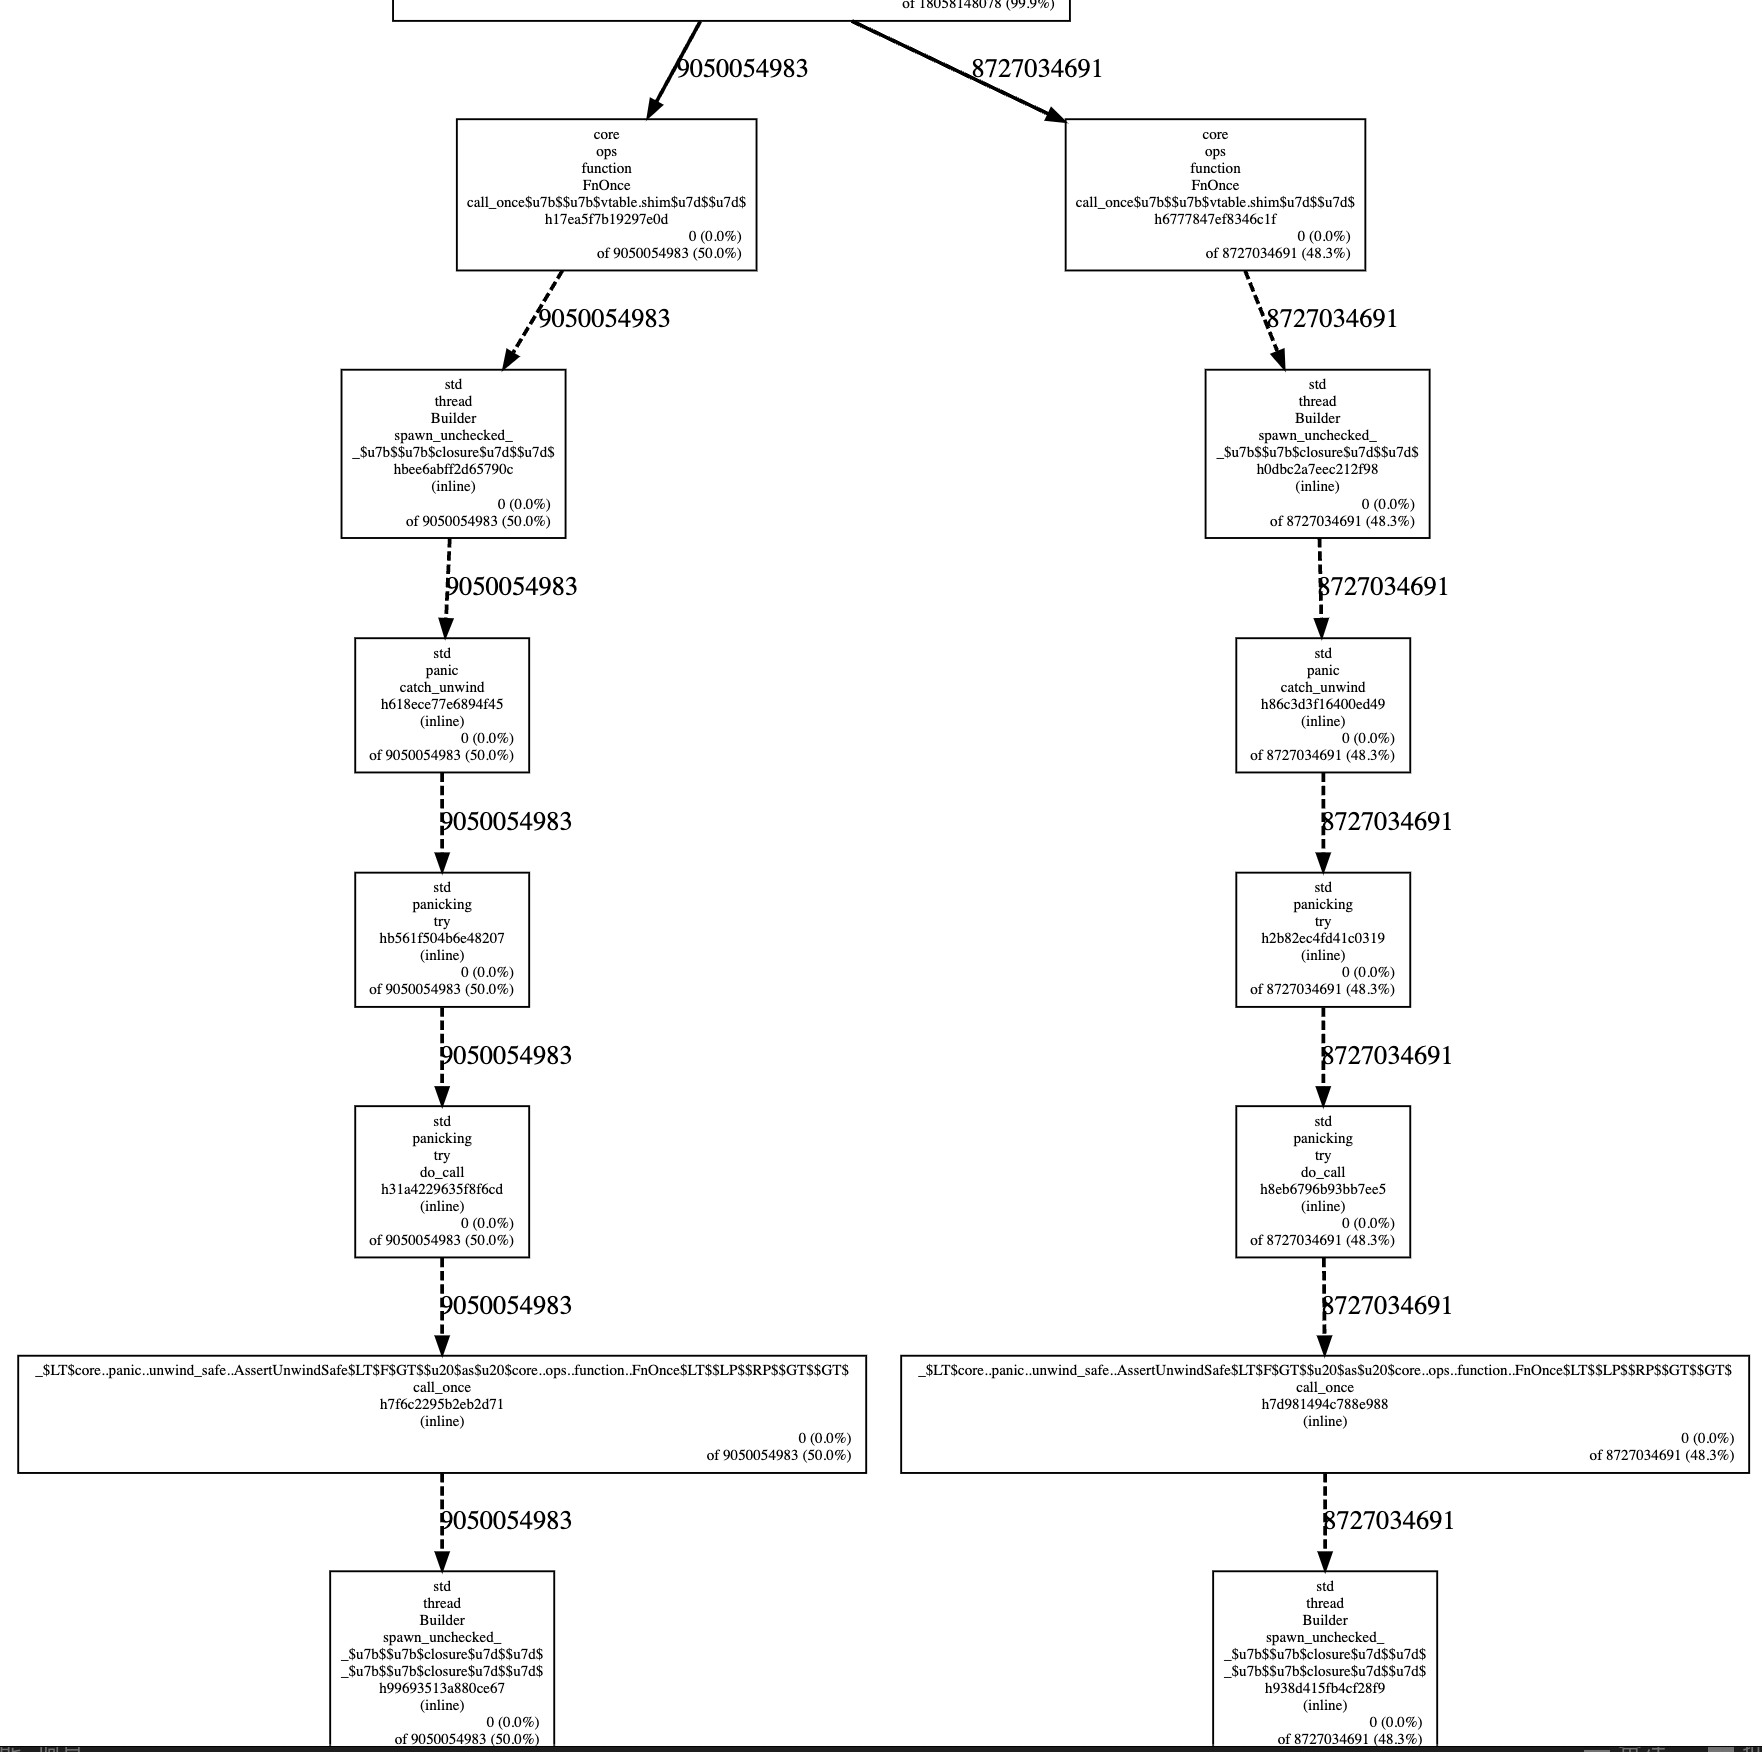 of 18058148078 (99.9%)
9050054983
8727034691
core
ops
function
FnOnce
call_once$u7b$$u7b$vtable.shim$u7d$$u7d$
h17ea5f7b19297e0d
0 (0.0%)
of 9050054983 (50.0%)
core
ops
function
FnOnce
call_once$u7b$$u7b$vtable.shim$u7d$$u7d$
h6777847ef8346c1f
0 (0.0%)
of 8727034691 (48.3%)
9050054983
8727034691
std
thread
Builder
spawn_unchecked_
_$u7b$$u7b$closure$u7d$$u7d$
hbee6abff2d65790c
(inline)
0 (0.0%)
of 9050054983 (50.0%)
std
thread
Builder
spawn_unchecked_
_$u7b$$u7b$closure$u7d$$u7d$
h0dbc2a7eec212f98
(inline)
0 (0.0%)
of 8727034691 (48.3%)
9050054983
8727034691
std
panic
catch_unwind
h618ece77e6894f45
(inline)
0 (0.0%)
of 9050054983 (50.0%)
std
panic
catch_unwind
h86c3d3f16400ed49
(inline)
0 (0.0%)
of 8727034691 (48.3%)
9050054983
8727034691
std
panicking
try
hb561f504b6e48207
(inline)
0 (0.0%)
of 9050054983 (50.0%)
std
panicking
try
h2b82ec4fd41c0319
(inline)
0 (0.0%)
of 8727034691 (48.3%)
9050054983
8727034691
std
panicking
try
do_call
h31a4229635f8f6cd
(inline)
0 (0.0%)
of 9050054983 (50.0%)
std
panicking
try
do_call
h8eb6796b93bb7ee5
(inline)
0 (0.0%)
of 8727034691 (48.3%)
9050054983
8727034691
_$LT$core..panic..unwind_safe..AssertUnwindSafe$LT$F$GT$$u20$as$u20$core..ops..function..FnOnce$LT$$LP$$RP$$GT$$GT$
call_once
h7f6c2295b2eb2d71
(inline)
0 (0.0%)
of 9050054983 (50.0%)
_$LT$core..panic..unwind_safe..AssertUnwindSafe$LT$F$GT$$u20$as$u20$core..ops..function..FnOnce$LT$$LP$$RP$$GT$$GT$
call_once
h7d981494c788e988
(inline)
0 (0.0%)
of 8727034691 (48.3%)
9050054983
8727034691
std
thread
Builder
spawn_unchecked_
_$u7b$$u7b$closure$u7d$$u7d$
_$u7b$$u7b$closure$u7d$$u7d$
h99693513a880ce67
(inline)
0 (0.0%)
of 9050054983 (50.0%)
std
thread
Builder
spawn_unchecked_
_$u7b$$u7b$closure$u7d$$u7d$
_$u7b$$u7b$closure$u7d$$u7d$
h938d415fb4cf28f9
(inline)
0 (0.0%)
of 8727034691 (48.3%)